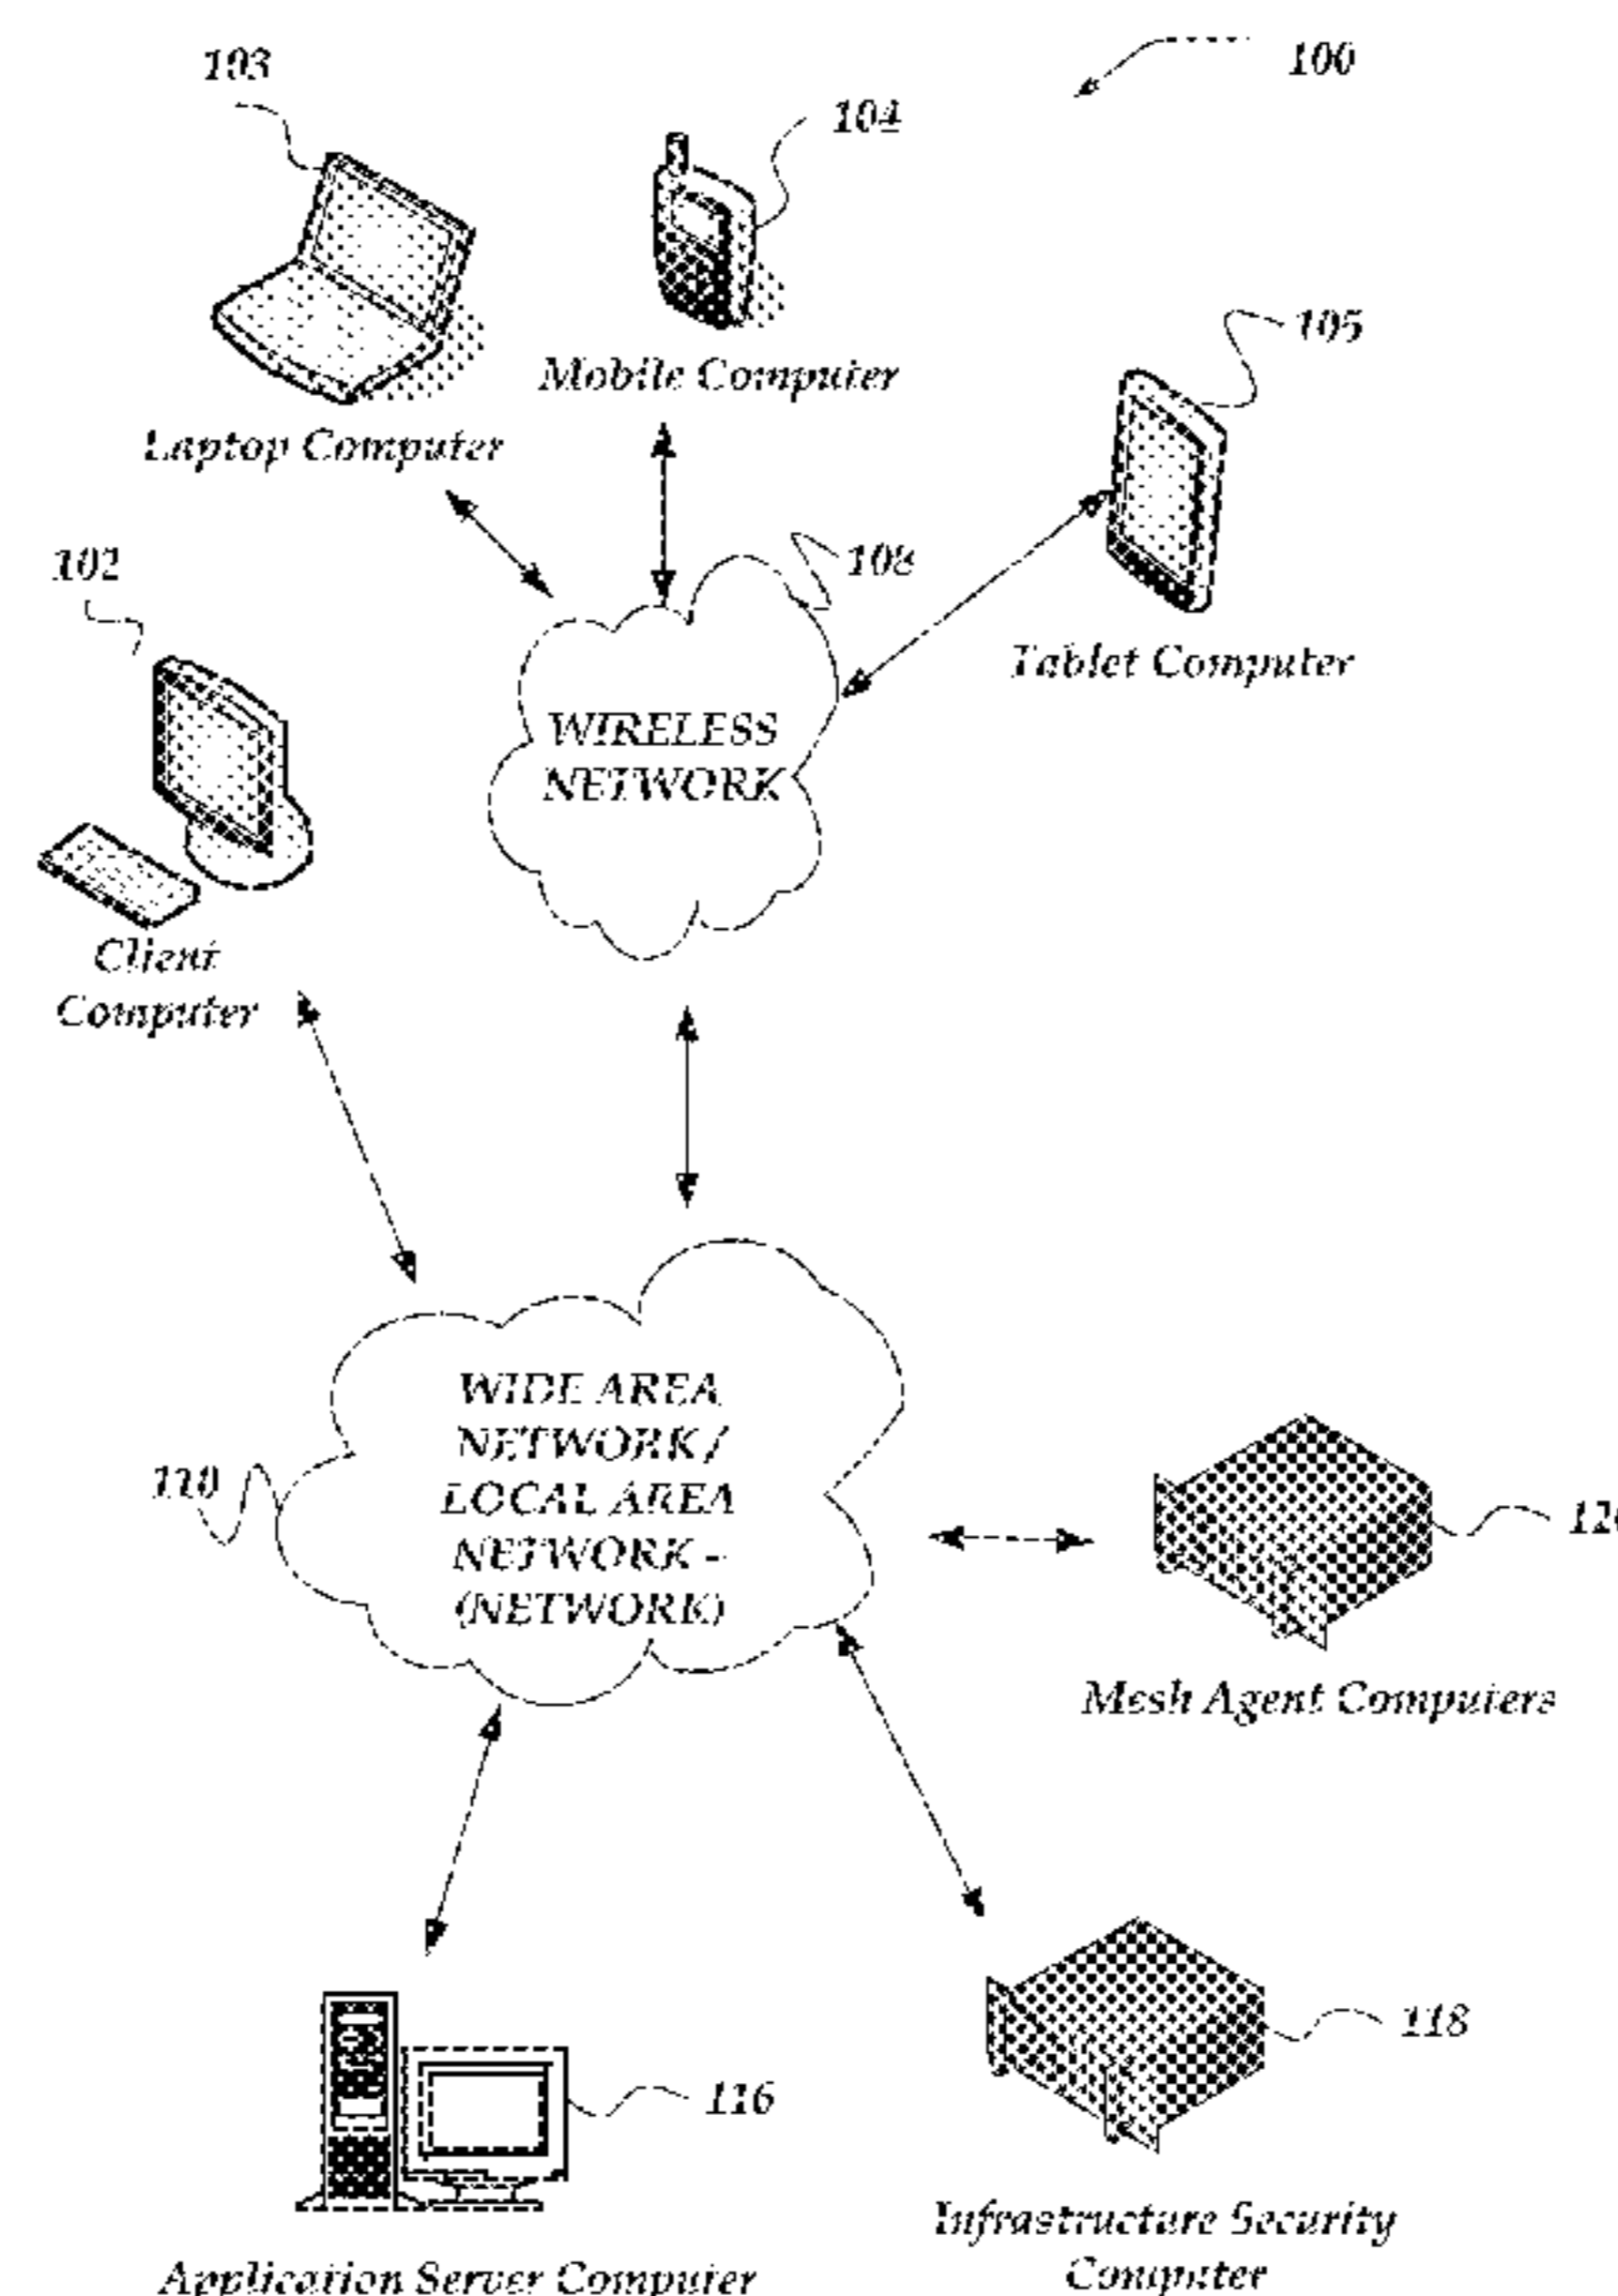 103
100
104
105
Mobile Computer
Laptop Computer
102
108
Tablet Computer
WIRELESS
NETWORK
Client
Computer
WIDE AREA
NETWORK /
LOCAL AREA
NETWORK -
(NETWORK)
110
Mesh Agent Computers
118
116
Infrastructure Security
Computer
Application Server Computer